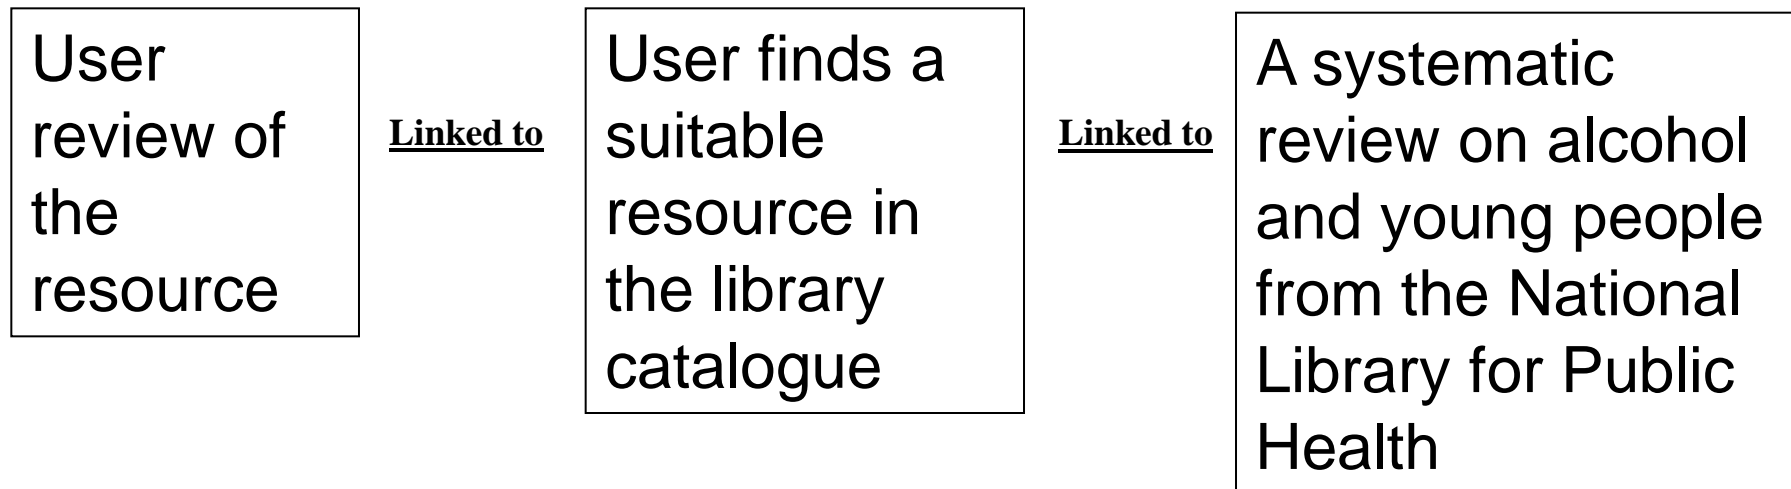 User
review of
the
resource
Linked to
User finds a
suitable
resource in
the library
catalogue
Linked to
A systematic
review on alcohol
and young people
from the National
Library for Public
Health